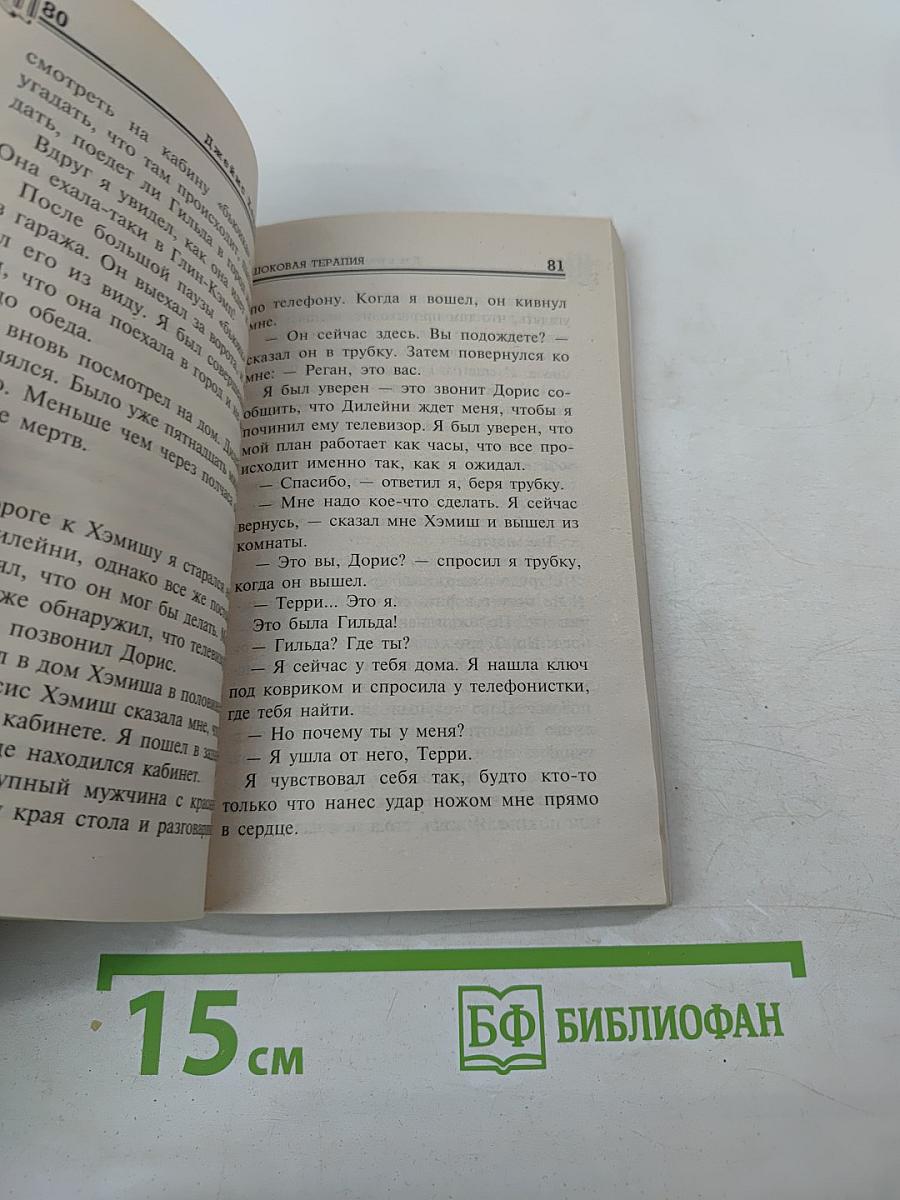 80
Джеймс Х
смотреть на кабину «бьюика»
угадать, что там происходит,
дать, поедет ли Гильда в город
Вдруг я увидел, как она идет
Она ехала-таки в Глин-Кэмп!
После большой паузы «бьюик»
з гаража. Он выехал за ворота,
л его из виду. Я был совершенно
что она поехала в город и не
до обеда.
вновь посмотрел на дом.
лялся. Было уже пятнадцать
о. Меньше чем через полчаса
е мертв.
ороге к Хэмишу я старался
илейни, однако все же
ял, что он мог бы делать.
же обнаружил, что телевизор
позвонил Дорис.
л в дом Хэмиша в половине
сис Хэмиш сказала мне, что
кабинете. Я пошел в
де находился кабинет.
упный мужчина с
края стола и разговаривал
ШОКОВАЯ ТЕРАПИЯ
81
по телефону. Когда я вошел, он кивнул
мне.
— Он сейчас здесь. Вы подождете? —
сказал он в трубку. Затем повернулся ко
мне: — Реган, это вас.
Я был уверен — это звонит Дорис со-
общить, что Дилейни ждет меня, чтобы я
починил ему телевизор. Я был уверен, что
мой план работает как часы, что все про-
исходит именно так, как я ожидал.
— Спасибо, — ответил я, беря трубку.
— Мне надо кое-что сделать. Я сейчас
вернусь, — сказал мне Хэмиш и вышел из
комнаты.
— Это вы, Дорис? — спросил я трубку,
когда он вышел.
— Терри... Это я.
Это была Гильда!
— Гильда? Где ты?
— Я сейчас у тебя дома. Я нашла ключ
под ковриком и спросила у телефонистки,
где тебя найти.
— Но почему ты у меня?
— Я ушла от него, Терри.
Я чувствовал себя так, будто кто-то
только что нанес удар ножом мне прямо
в сердце.
15 см
БФ БИБЛИОФАН